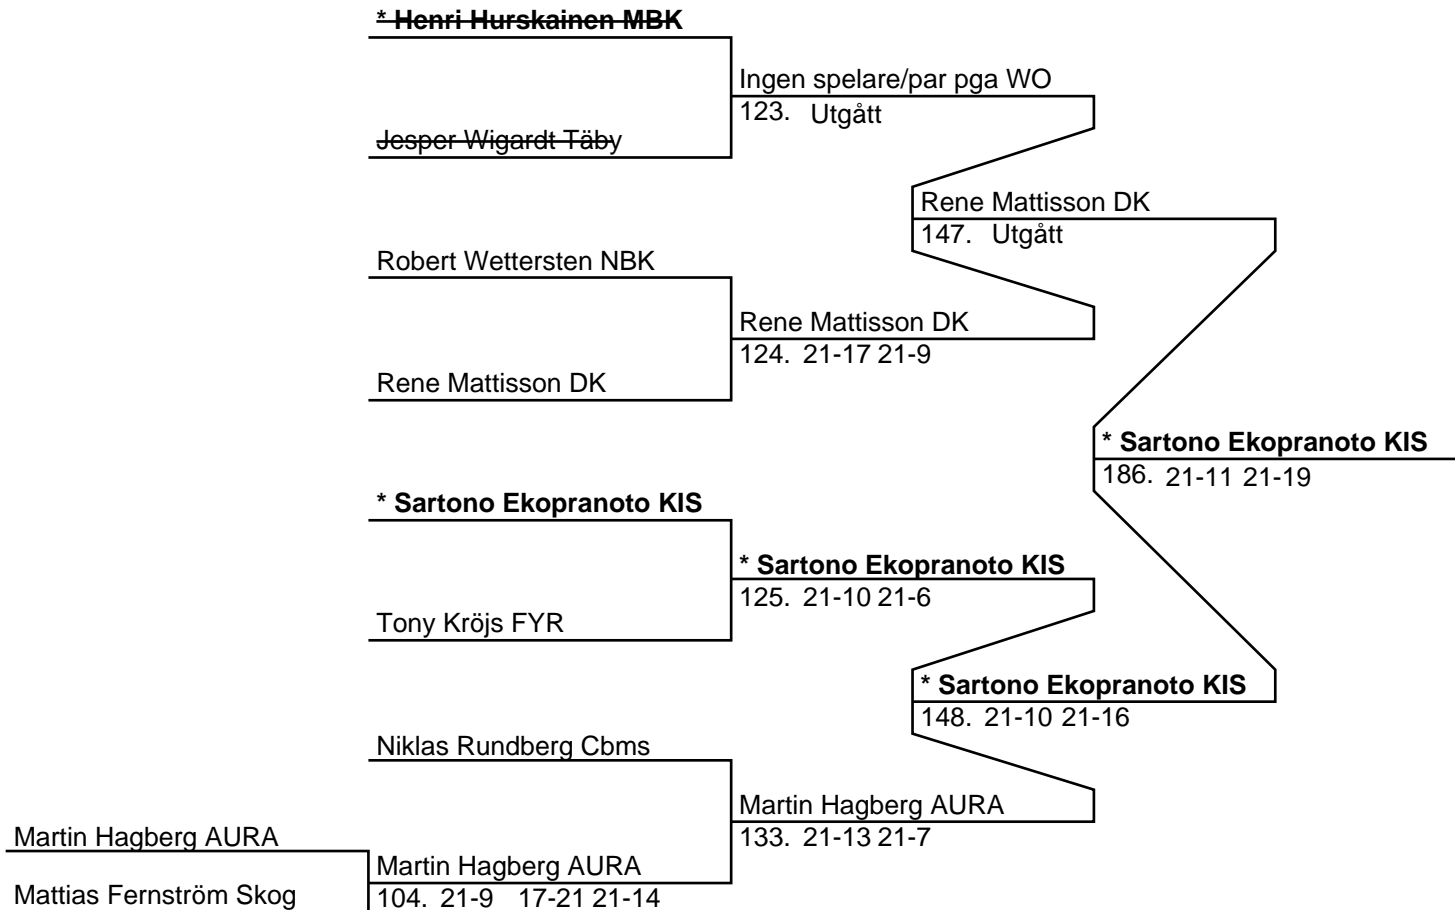 * Henri Hurskainen MBK
Ingen spelare/par pga WO
123. Utgått
Jesper Wigardt Täby
Rene Mattisson DK
147. Utgått
Robert Wettersten NBK
Rene Mattisson DK
124. 21-17 21-9
Rene Mattisson DK
* Sartono Ekopranoto KIS
186. 21-11 21-19
* Sartono Ekopranoto KIS
* Sartono Ekopranoto KIS
125. 21-10 21-6
Tony Kröjs FYR
* Sartono Ekopranoto KIS
148. 21-10 21-16
Niklas Rundberg Cbms
Martin Hagberg AURA
133. 21-13 21-7
Martin Hagberg AURA
Martin Hagberg AURA
Mattias Fernström Skog
104. 21-9 17-21 21-14